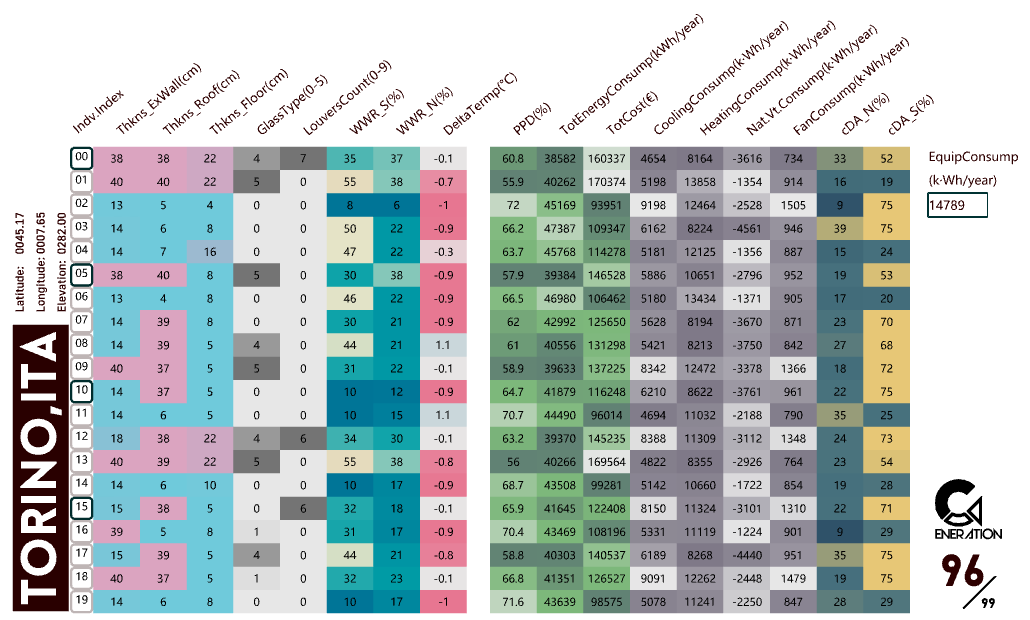 Indv.Index Thkns_ExWall(cm) Thkns_Roof(cm) Thkns_Floor(cm) GlassType(0-5) LouversCount(0-9) WWR_S(%) WWR_N(%) DeltaTermp(°C) PPD(%) TotEnergyConsump(kWh/year) TotCost(€) CoolingConsump(k·Wh/year) HeatingConsump(k·Wh/year) Nat.Vt.Consump(k·Wh/year) FanConsump(k·Wh/year) cDA_N(%) cDA_S(%)
00 38 38 22 4 7 35 37 -0.1 60.8 38582 160337 4654 8164 -3616 734 33 52
01 40 40 22 5 0 55 38 -0.7 55.9 40262 170374 5198 13858 -1354 914 16 19
02 13 5 4 0 0 8 6 -1 72 45169 93951 9198 12464 -2528 1505 9 75
03 14 6 8 0 0 50 22 -0.9 66.2 47387 109347 6162 8224 -4561 946 39 75
04 14 7 16 0 0 47 22 -0.3 63.7 45768 114278 5181 12125 -1356 887 15 24
05 38 40 8 5 0 30 38 -0.9 57.9 39384 146528 5886 10651 -2796 952 19 53
06 13 4 8 0 0 46 22 -0.9 66.5 46980 106462 5180 13434 -1371 905 17 20
07 14 39 8 0 0 30 21 -0.9 62 42992 125650 5628 8194 -3670 871 23 70
08 14 39 5 4 0 44 21 1.1 61 40556 131298 5421 8213 -3750 842 27 68
09 40 37 5 5 0 31 22 -0.1 58.9 39633 137225 8342 12472 -3378 1366 18 72
10 14 37 5 0 0 10 12 -0.9 64.7 41879 116248 6210 8622 -3761 961 22 75
11 14 6 5 0 0 10 15 1.1 70.7 44490 96014 4694 11032 -2188 790 35 25
12 18 38 22 4 6 34 30 -0.1 63.2 39370 145235 8388 11309 -3112 1348 24 73
13 40 39 22 5 0 55 38 -0.8 56 40266 169564 4822 8355 -2926 764 23 54
14 14 6 10 0 0 10 17 -0.9 68.7 43508 99281 5142 10660 -1722 854 19 28
15 15 38 5 0 6 32 18 -0.1 65.9 41645 122408 8150 11324 -3101 1310 22 71
16 39 5 8 1 0 31 17 -0.9 70.4 43469 108196 5331 11119 -1224 901 9 29
17 15 39 5 4 0 44 21 -0.8 58.8 40303 140537 6189 8268 -4440 951 35 75
18 40 37 5 1 0 32 23 -0.1 66.8 41351 126527 9091 12262 -2448 1479 19 75
19 14 6 8 0 0 10 17 -1 71.6 43639 98575 5078 11241 -2250 847 28 29
EquipConsump
(k·Wh/year)
14789
Latitude: 0045.17
Longitude: 0007.65
Elevation: 0282.00
TORINO,ITA
ENERATION
96/99